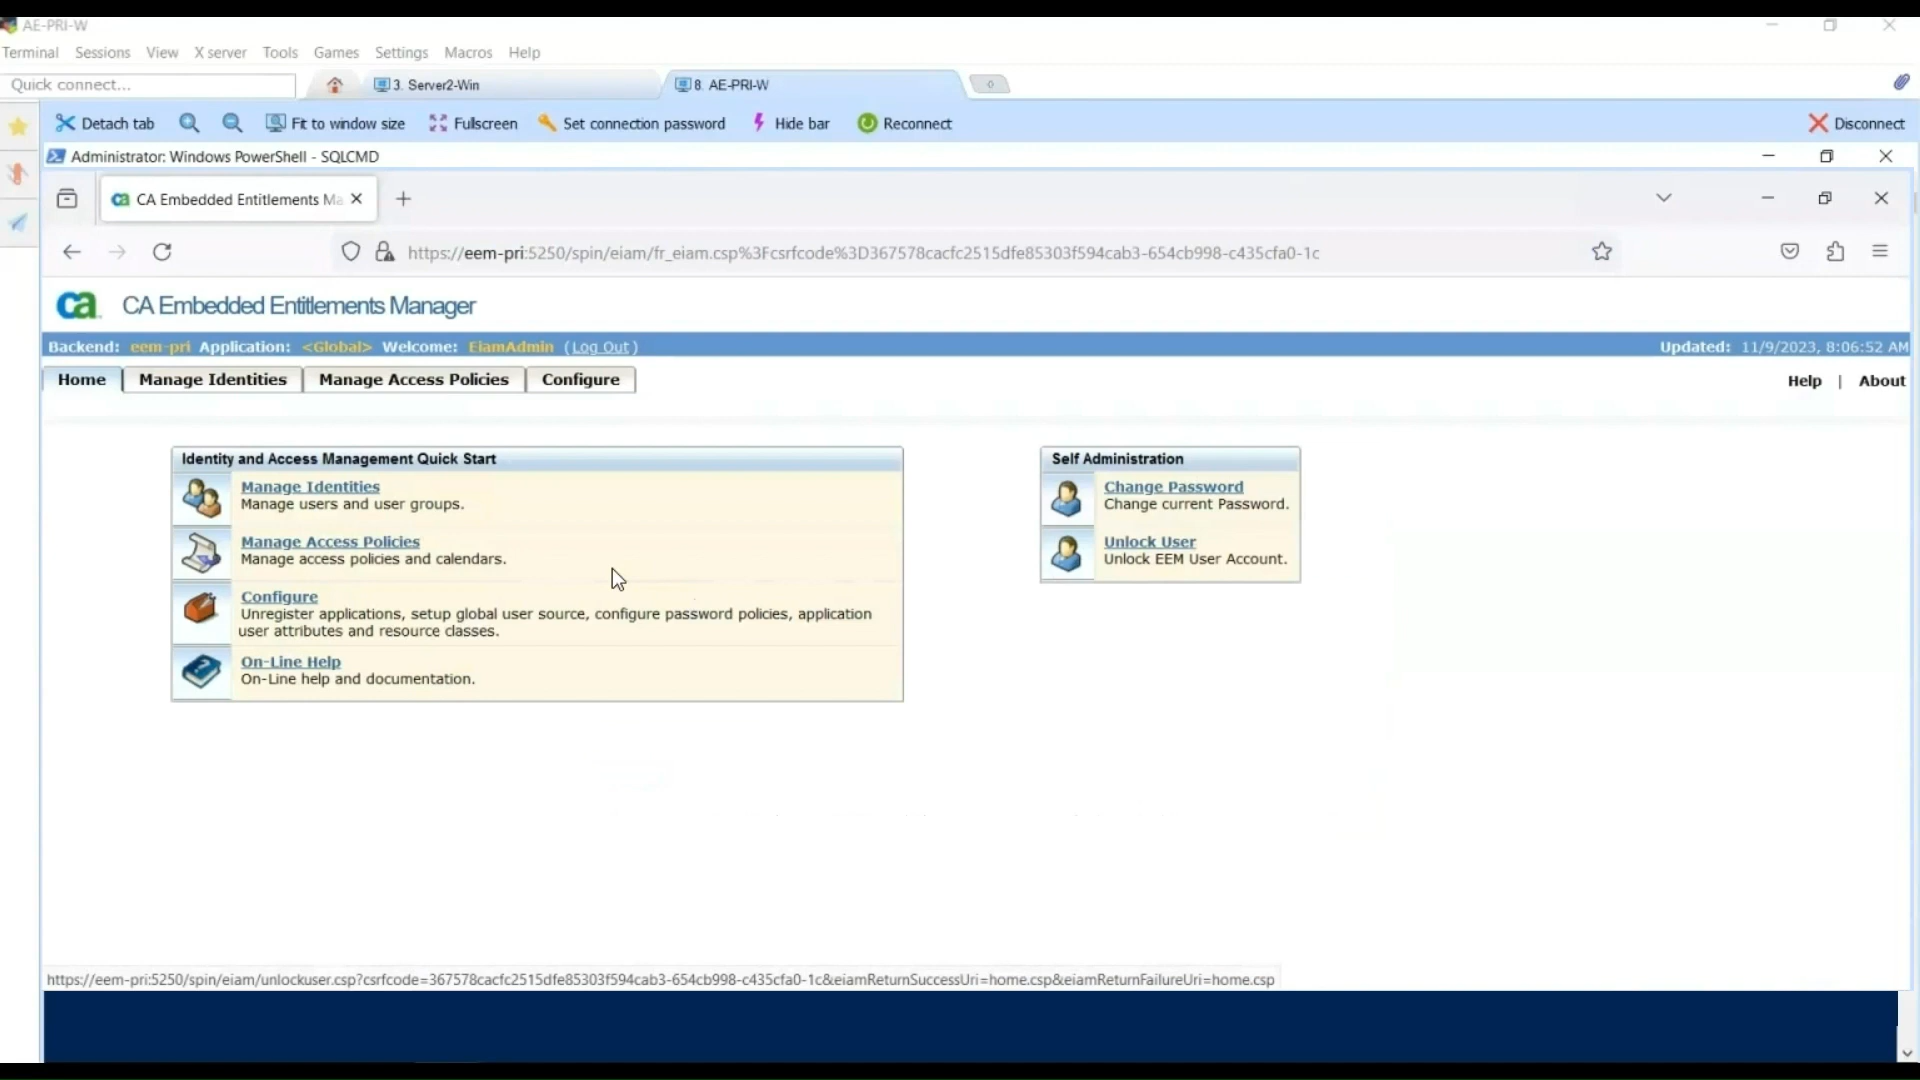 AE-PRI-W
Terminal Sessions View X server Tools Games Settings Macros Help
Quick connect... 3. Server2-Win 8. AE-PRI-W
Detach tab Fit to window size Fullscreen Set connection password Hide bar Reconnect Disconnect
Administrator: Windows PowerShell - SQLCMD
CA Embedded Entitlements Ma
https://eem-pri:5250/spin/eiam/fr_eiam.csp%3Fcsrfcode%3D367578cacfc2515dfe85303f594cab3-654cb998-c435cfa0-1c
ca CA Embedded Entitlements Manager
Backend: eem-pri Application: <Global> Welcome: EiamAdmin (Log Out) Updated: 11/9/2023, 8:06:52 AM
Home Manage Identities Manage Access Policies Configure Help | About
Identity and Access Management Quick Start
Manage Identities
Manage users and user groups.
Manage Access Policies
Manage access policies and calendars.
Configure
Unregister applications, setup global user source, configure password policies, application
user attributes and resource classes.
On-Line Help
On-Line help and documentation.
Self Administration
Change Password
Change current Password.
Unlock User
Unlock EEM User Account.
https://eem-pri:5250/spin/eiam/unlockuser.csp?csrfcode=367578cacfc2515dfe85303f594cab3-654cb998-c435cfa0-1c&eiamReturnSuccessUri=home.csp&eiamReturnFailureUri=home.csp